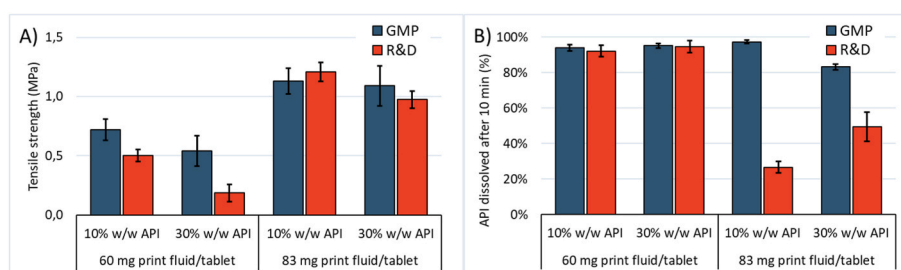 A)
GMP
R&D
Tensile strength (MPa)
1,5
1,0
0,5
0,0
10% w/w API 30% w/w API 10% w/w API 30% w/w API
60 mg print fluid/tablet 83 mg print fluid/tablet
B)
GMP
R&D
API dissolved after 10 min (%)
100%
80%
60%
40%
20%
0%
10% w/w API 30% w/w API 10% w/w API 30% w/w API
60 mg print fluid/tablet 83 mg print fluid/tablet